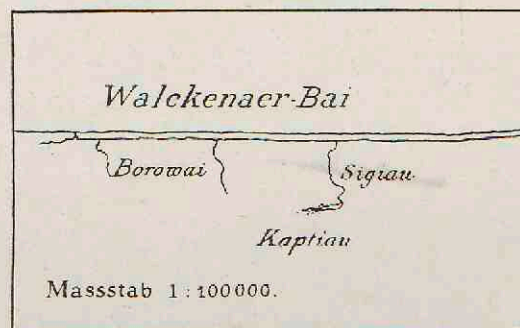 Walckenaer-Bai
Borowai
Sigiau
Kaptiau
Massstab 1:100000.